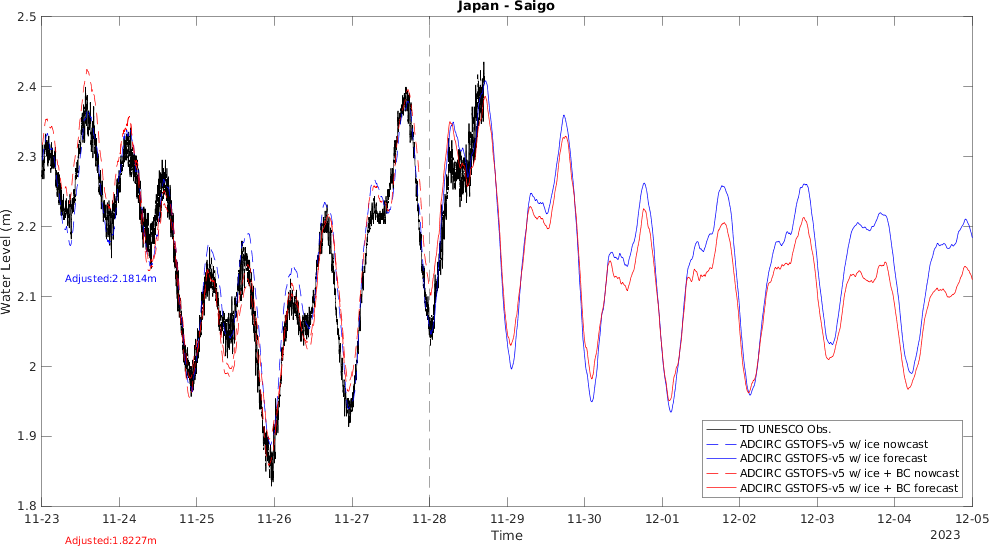 Japan - Saigo
2.5
2.4
2.3
2.2
2.1
2
1.9
1.8
Water Level (m)
Adjusted:2.1814m
TD UNESCO Obs.
ADCIRC GSTOFS-v5 w/ ice nowcast
ADCIRC GSTOFS-v5 w/ ice forecast
ADCIRC GSTOFS-v5 w/ ice + BC nowcast
ADCIRC GSTOFS-v5 w/ ice + BC forecast
11-23 11-24 11-25 11-26 11-27 11-28 11-29 11-30 12-01 12-02 12-03 12-04 12-05
Time
2023
Adjusted:1.8227m